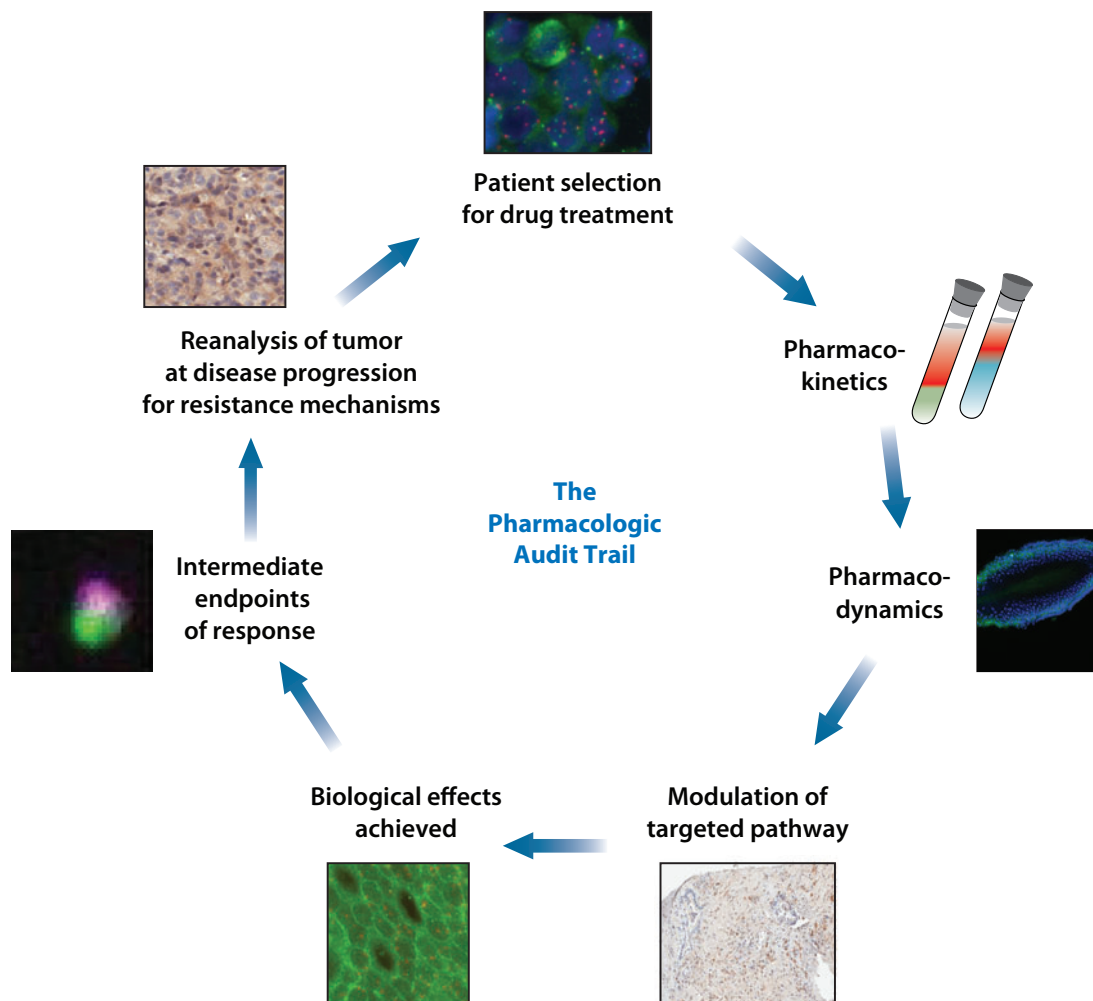 Patient selection
for drug treatment
Pharmaco-
kinetics
Pharmaco-
dynamics
Modulation of
targeted pathway
Biological effects
achieved
Intermediate
endpoints
of response
Reanalysis of tumor
at disease progression
for resistance mechanisms
The
Pharmacologic
Audit Trail